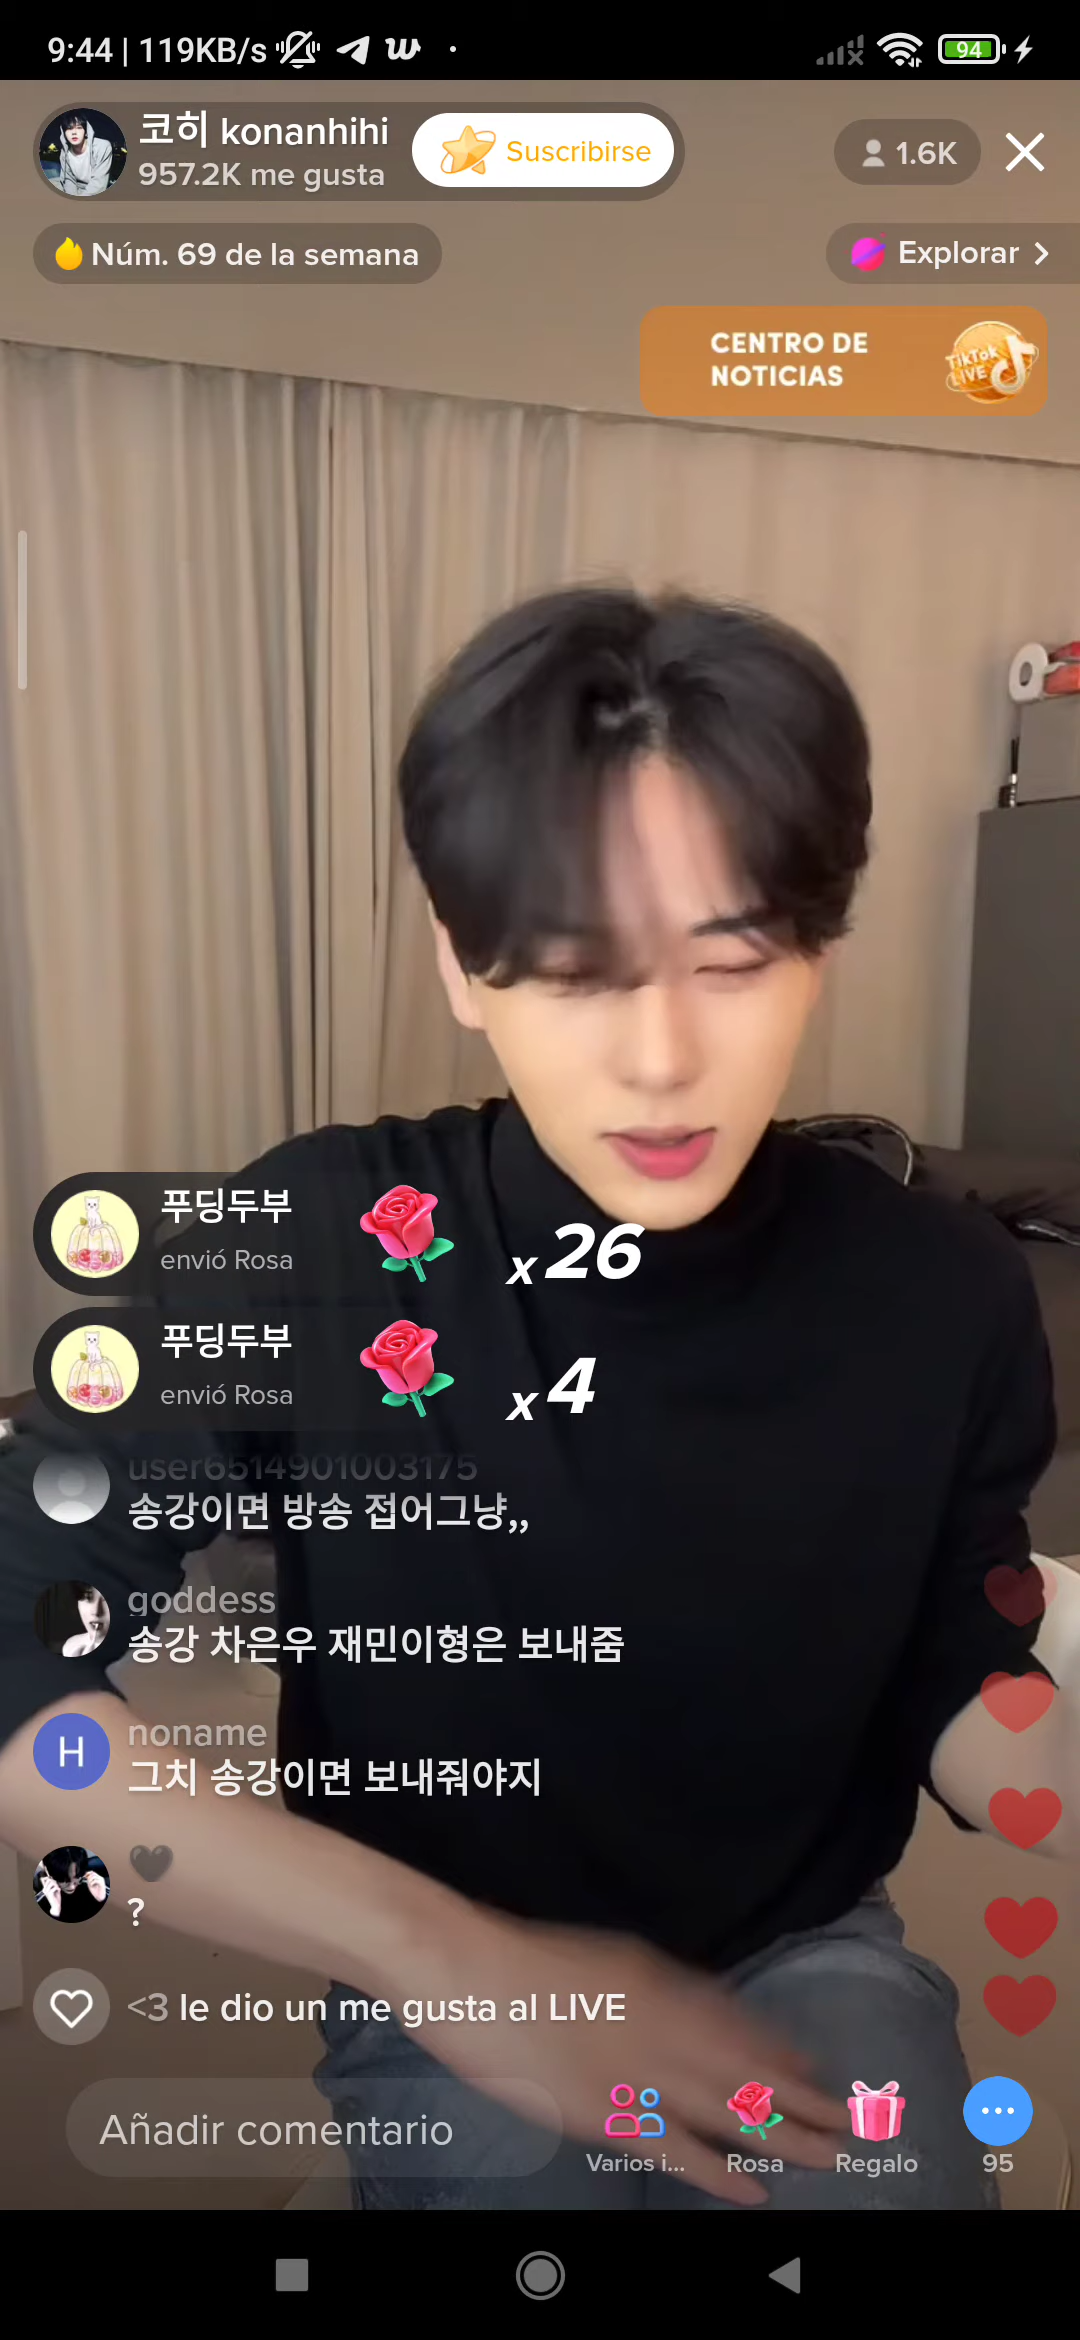 9:44 | 119KB/s
94
코히 konanhihi
957.2K me gusta
Suscribirse
1.6K
Núm. 69 de la semana
Explorar
CENTRO DE
NOTICIAS
TikTok
LIVE
푸딩두부
envió Rosa
x 26
푸딩두부
envió Rosa
x 4
user6514901003175
송강이면 방송 접어그냥,,
goddess
송강 차은우 재민이형은 보내줌
H
noname
그치 송강이면 보내줘야지
?
<3 le dio un me gusta al LIVE
Añadir comentario
Varios i...
Rosa
Regalo
95